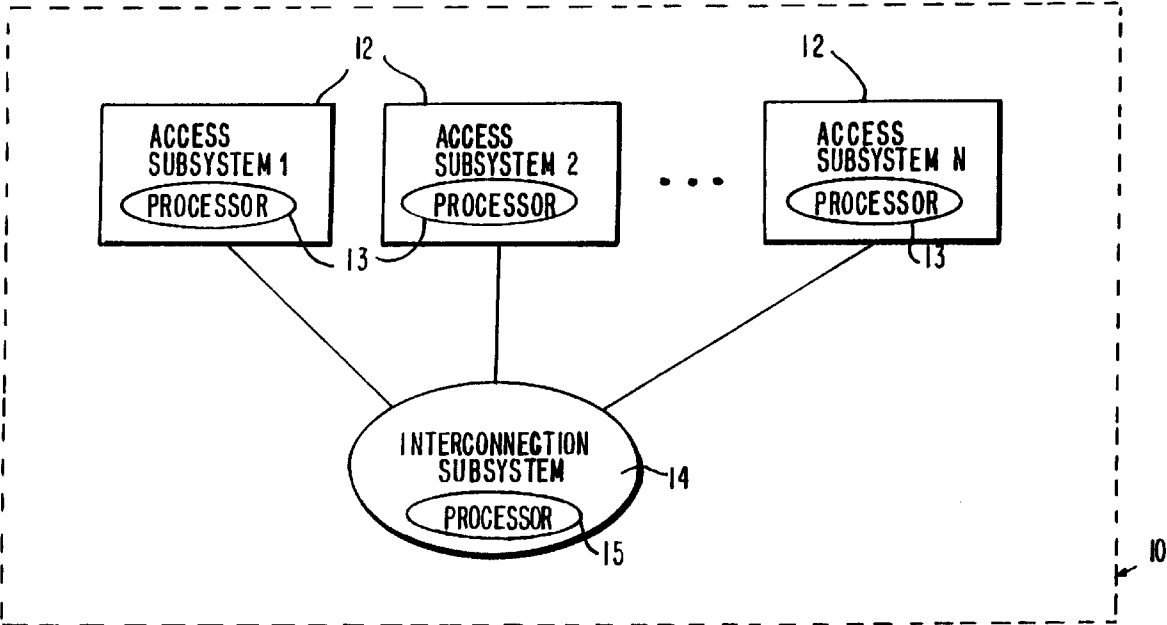 12
12
ACCESS
SUBSYSTEM 1
PROCESSOR
ACCESS
SUBSYSTEM 2
PROCESSOR
• • •
ACCESS
SUBSYSTEM N
PROCESSOR
13
13
INTERCONNECTION
SUBSYSTEM
14
PROCESSOR
15
10